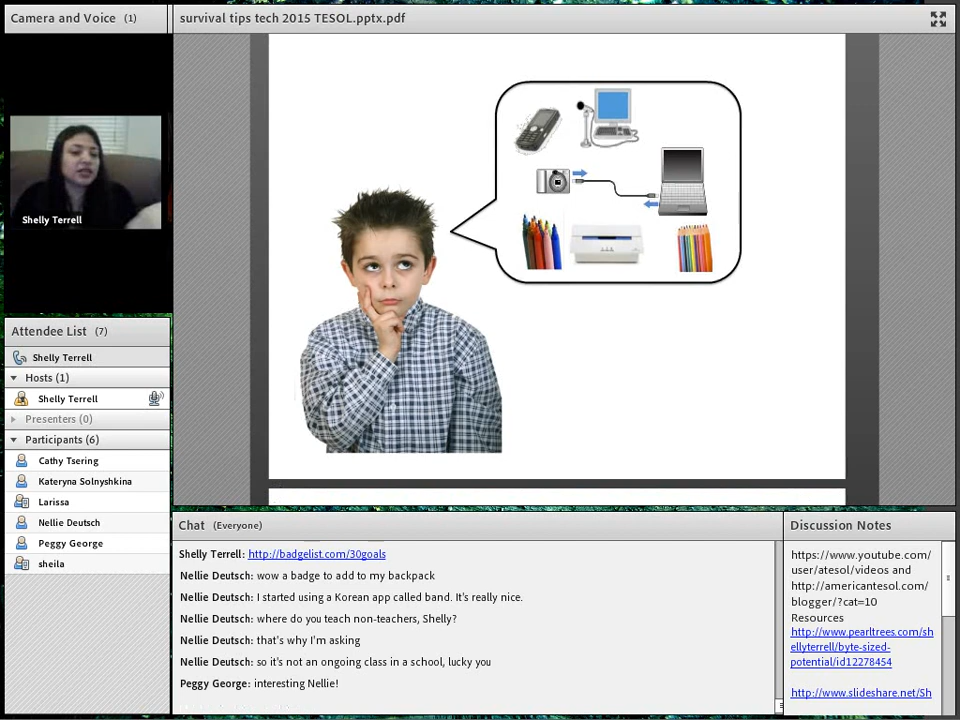 Camera and Voice (1)
survival tips tech 2015 TESOL.pptx.pdf
Shelly Terrell
Attendee List (7)
Shelly Terrell
Hosts (1)
Shelly Terrell
Presenters (0)
Participants (6)
Cathy Tsering
Kateryna Solnyshkina
Larissa
Nellie Deutsch
Peggy George
sheila
Chat (Everyone)
Shelly Terrell: http://badgelist.com/30goals
Nellie Deutsch: wow a badge to add to my backpack
Nellie Deutsch: I started using a Korean app called band. It's really nice.
Nellie Deutsch: where do you teach non-teachers, Shelly?
Nellie Deutsch: that's why I'm asking
Nellie Deutsch: so it's not an ongoing class in a school, lucky you
Peggy George: interesting Nellie!
Discussion Notes
https://www.youtube.com/
user/atesol/videos and
http://americantesol.com/
blogger/?cat=10
Resources
http://www.pearltrees.com/sh
ellyterrell/byte-sized-
potential/id12278454
http://www.slideshare.net/Sh